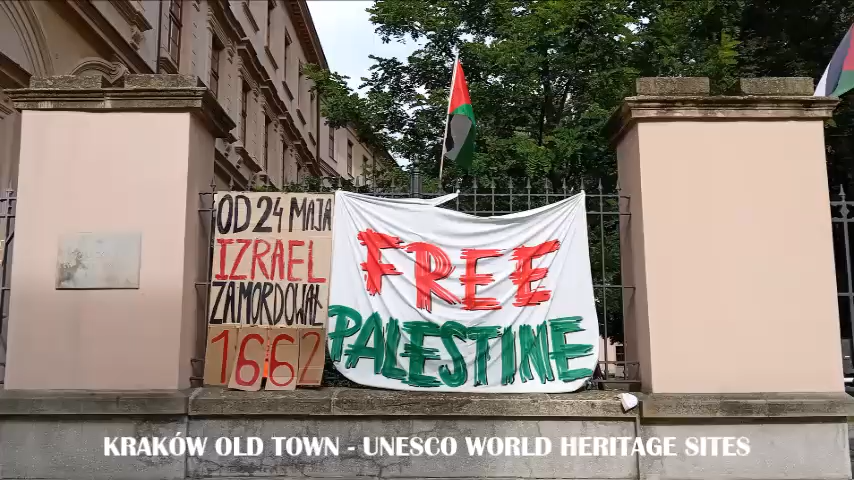 OD 24 MAJA
IZRAEL
ZAMORDOWAŁ
1662
FREE
PALESTINE
KRAKÓW OLD TOWN - UNESCO WORLD HERITAGE SITES